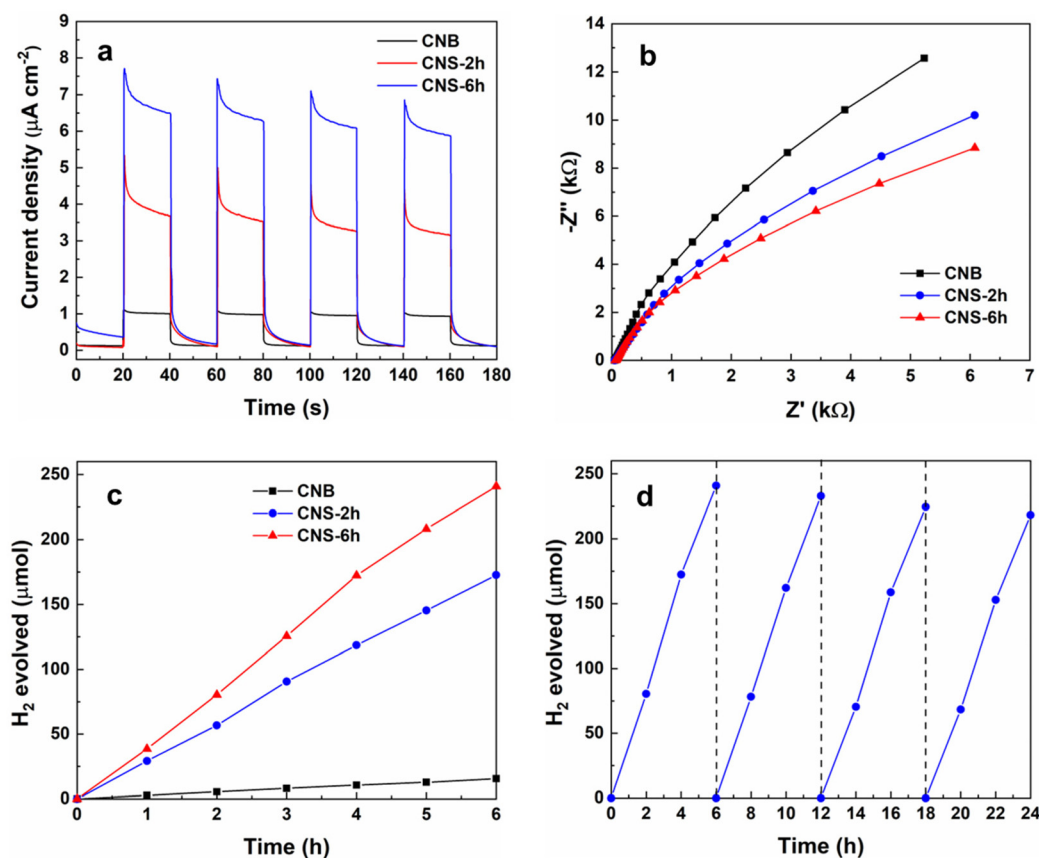 a
CNB
CNS-2h
CNS-6h
9
8
7
6
5
4
3
2
1
0
Current density (μA cm⁻²)
0 20 40 60 80 100 120 140 160 180
Time (s)
b
CNB
CNS-2h
CNS-6h
14
12
10
8
6
4
2
0
-Z'' (kΩ)
0 1 2 3 4 5 6 7
Z' (kΩ)
c
CNB
CNS-2h
CNS-6h
250
200
150
100
50
0
H₂ evolved (μmol)
0 1 2 3 4 5 6
Time (h)
d
250
200
150
100
50
0
H₂ evolved (μmol)
0 2 4 6 8 10 12 14 16 18 20 22 24
Time (h)